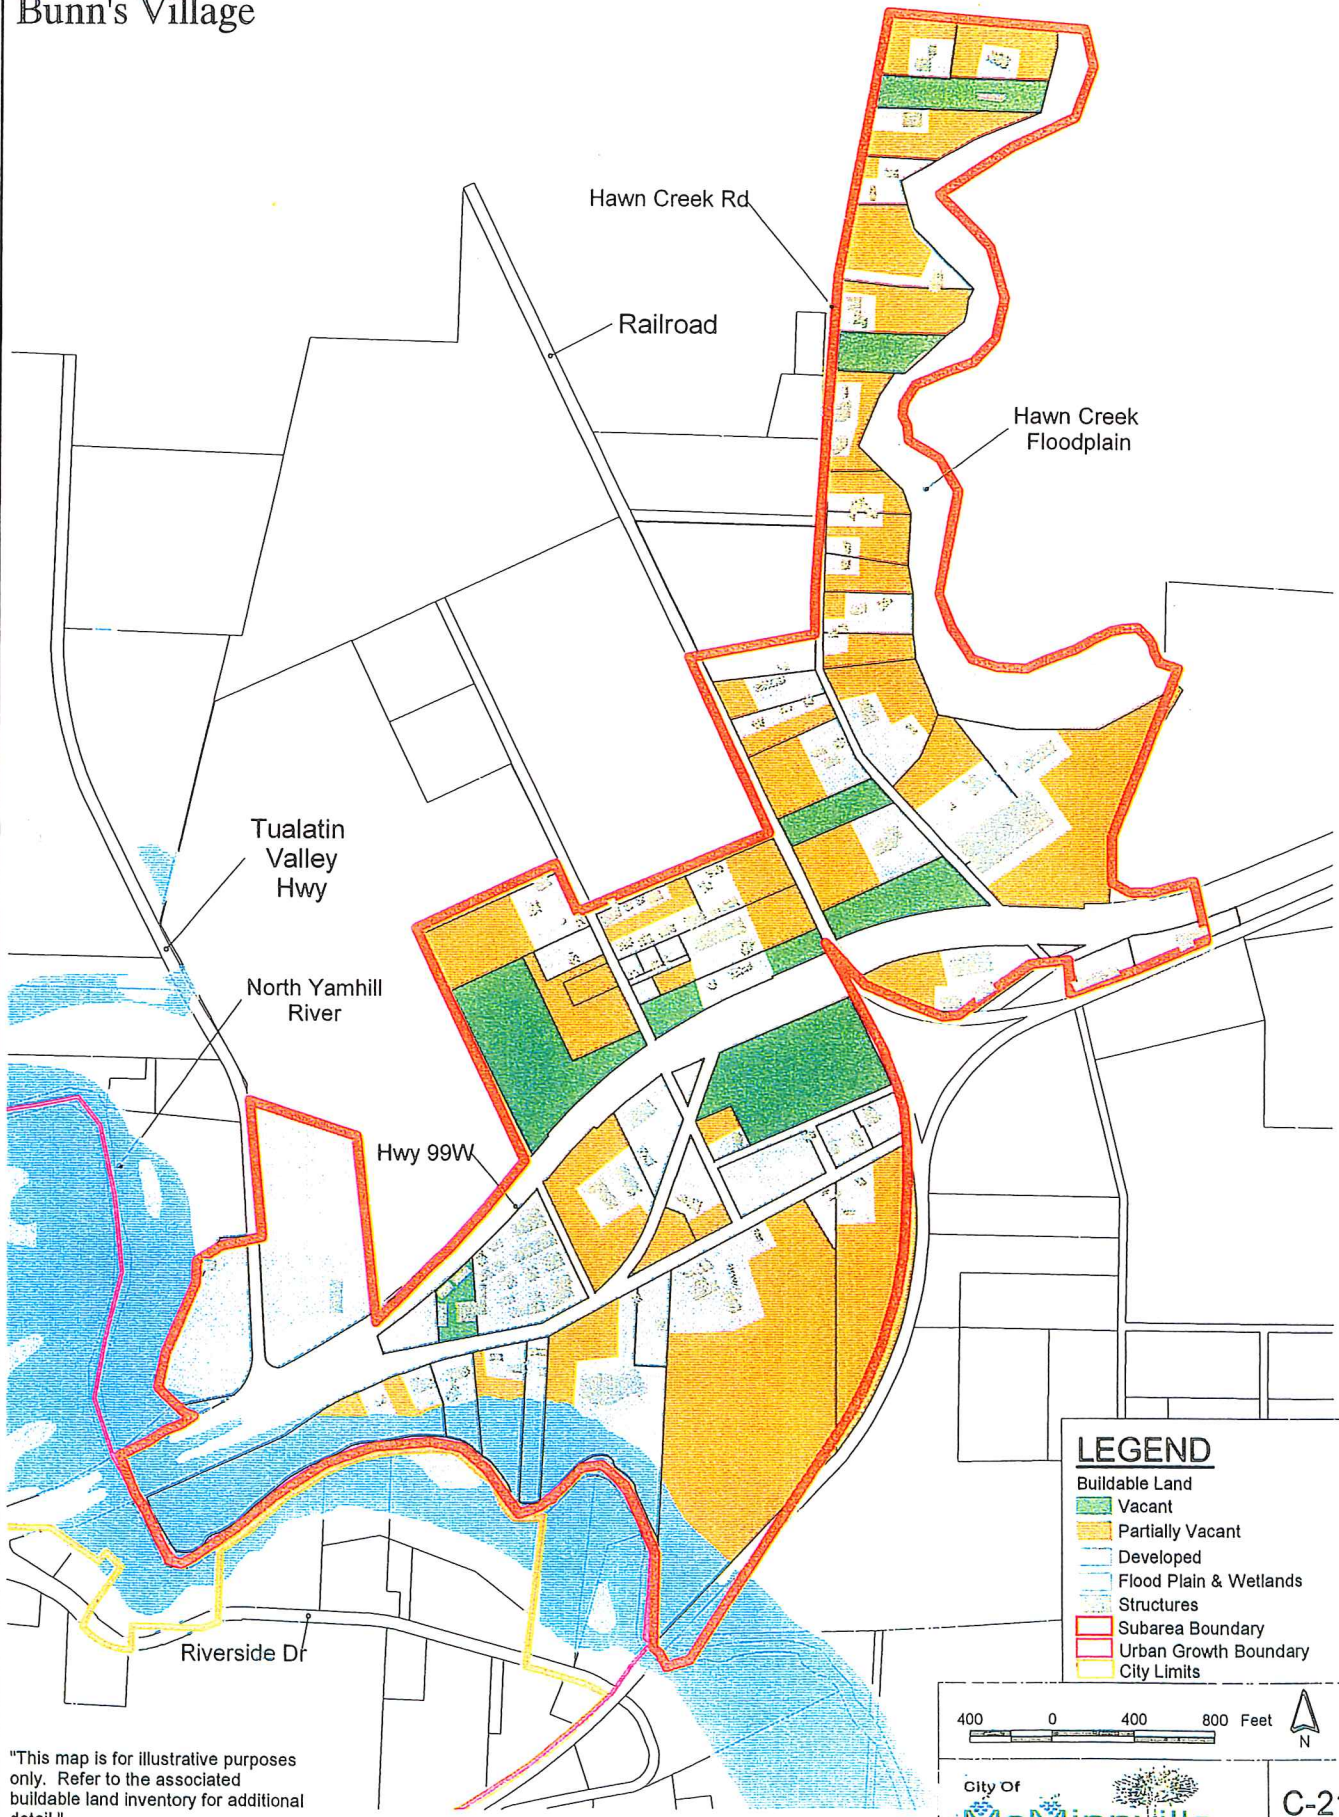 Bunn's Village
Hawn Creek Rd
Railroad
Hawn Creek
Floodplain
Tualatin
Valley
Hwy
North Yamhill
River
Hwy 99W
Riverside Dr
LEGEND
Buildable Land
Vacant
Partially Vacant
Developed
Flood Plain & Wetlands
Structures
Subarea Boundary
Urban Growth Boundary
City Limits
400 0 400 800 Feet
N
"This map is for illustrative purposes
only. Refer to the associated
buildable land inventory for additional
detail."
City Of
McMinnville
C-2